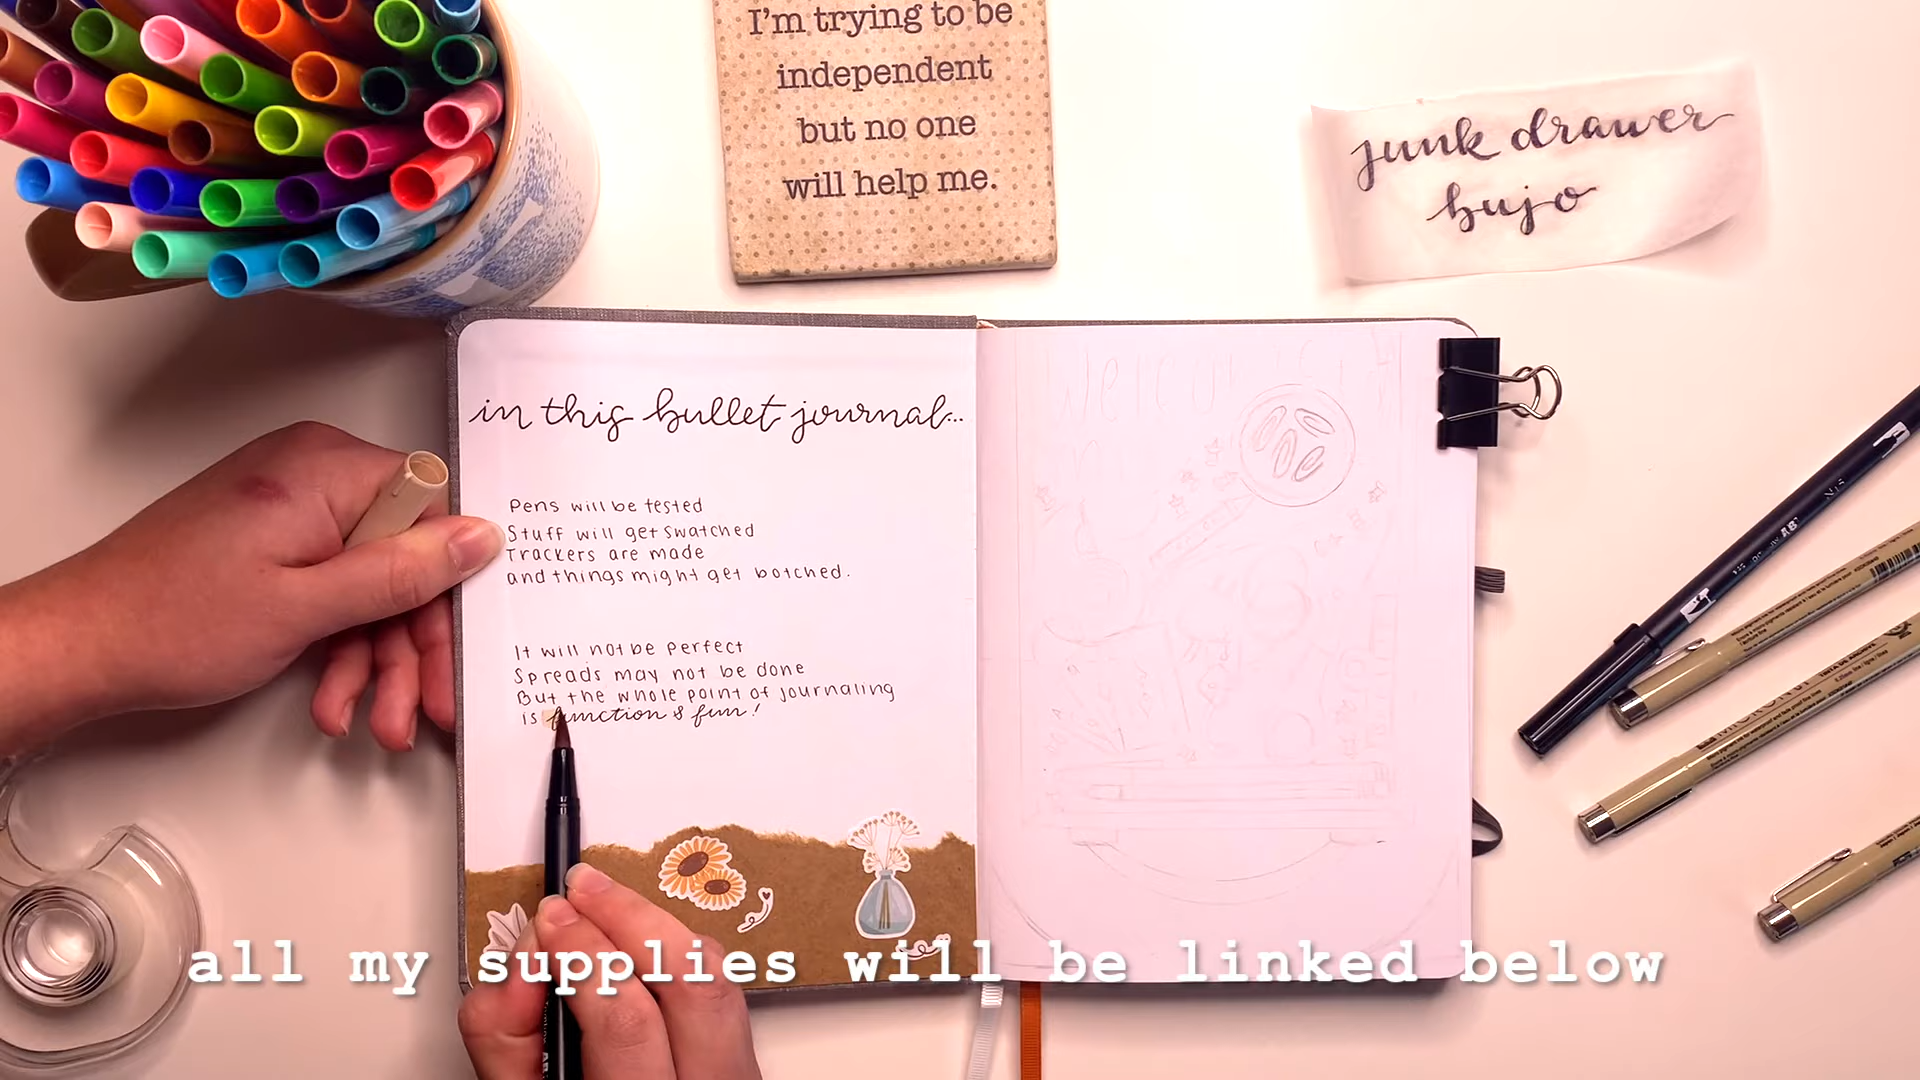 I'm trying to be
independent
but no one
will help me.
junk drawer
bujo
in this bullet journal...
Pens will be tested
Stuff will get swatched
Trackers are made
and things might get botched.
It will not be perfect
Spreads may not be done
But the whole point of journaling
is function & fun!
all my supplies will be linked below